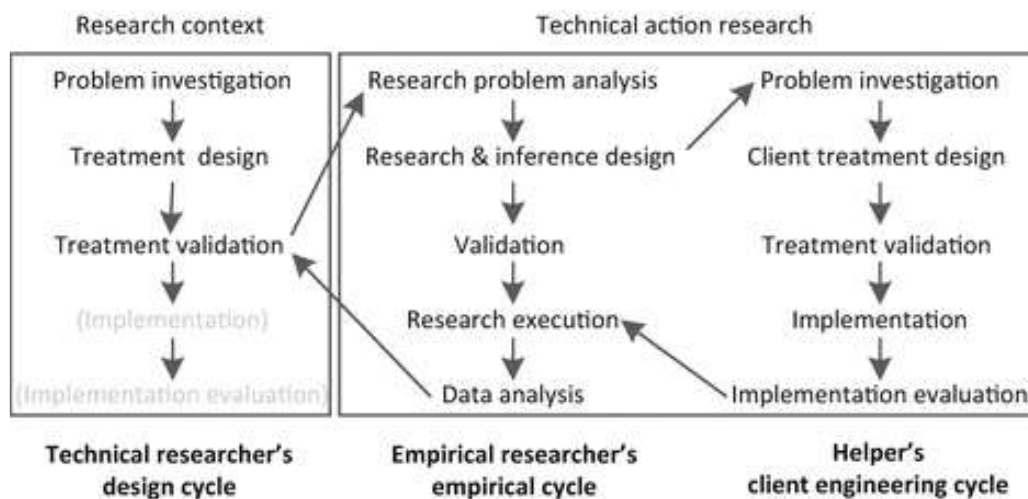 Research context
Technical action research
Problem investigation
Treatment design
Treatment validation
(Implementation)
(Implementation evaluation)
Research problem analysis
Research & inference design
Validation
Research execution
Data analysis
Problem investigation
Client treatment design
Treatment validation
Implementation
Implementation evaluation
Technical researcher's
design cycle
Empirical researcher's
empirical cycle
Helper's
client engineering cycle